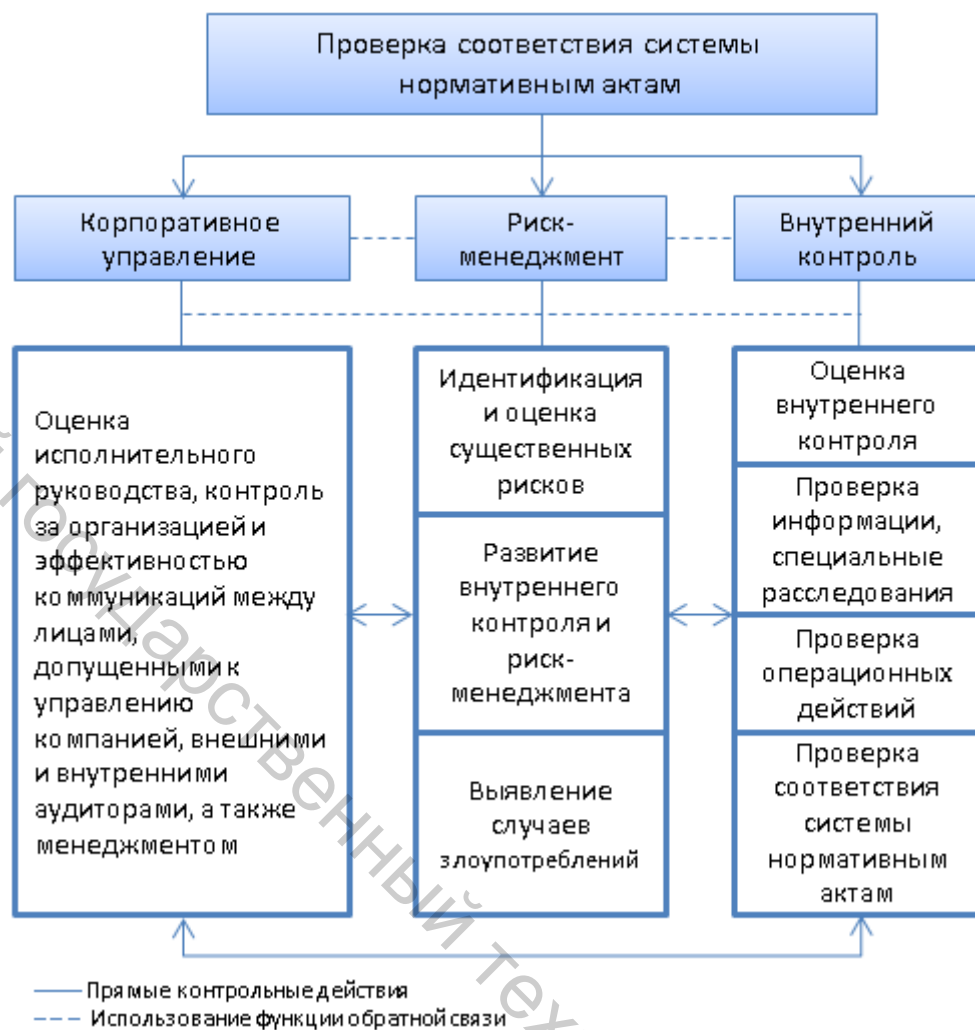 Проверка соответствия системы
нормативным актам
Корпоративное
управление
Риск-
менеджмент
Внутренний
контроль
Оценка
исполнительного
руководства, контроль
за организацией и
эффективностью
коммуникаций между
лицами,
допущенными к
управлению
компанией, внешними
и внутренними
аудиторами, а также
менеджментом
Идентификация
и оценка
существенных
рисков
Развитие
внутреннего
контроля и
риск-
менеджмента
Выявление
случаев
злоупотреблений
Оценка
внутреннего
контроля
Проверка
информации,
специальные
расследования
Проверка
операционных
действий
Проверка
соответствия
системы
нормативным
актам
Прямые контрольные действия
Использование функции обратной связи
государственный